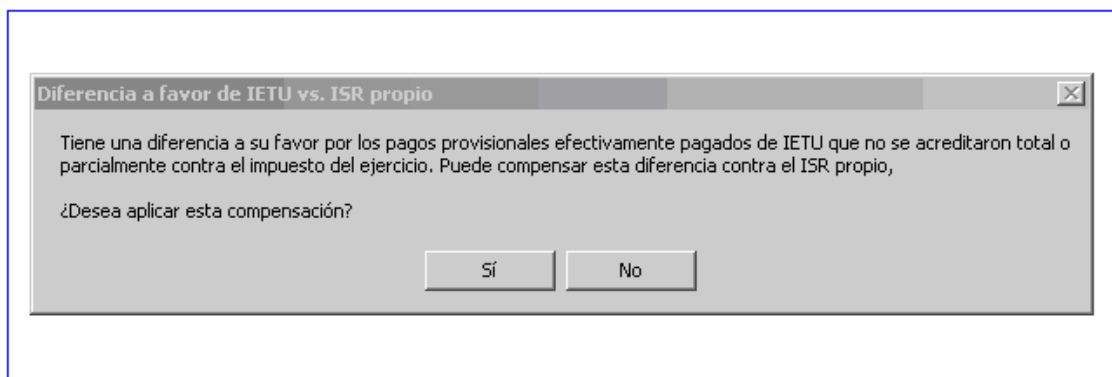 Diferencia a favor de IETU vs. ISR propio
Tiene una diferencia a su favor por los pagos provisionales efectivamente pagados de IETU que no se acreditaron total o
parcialmente contra el impuesto del ejercicio. Puede compensar esta diferencia contra el ISR propio,
¿Desea aplicar esta compensación?
Sí No